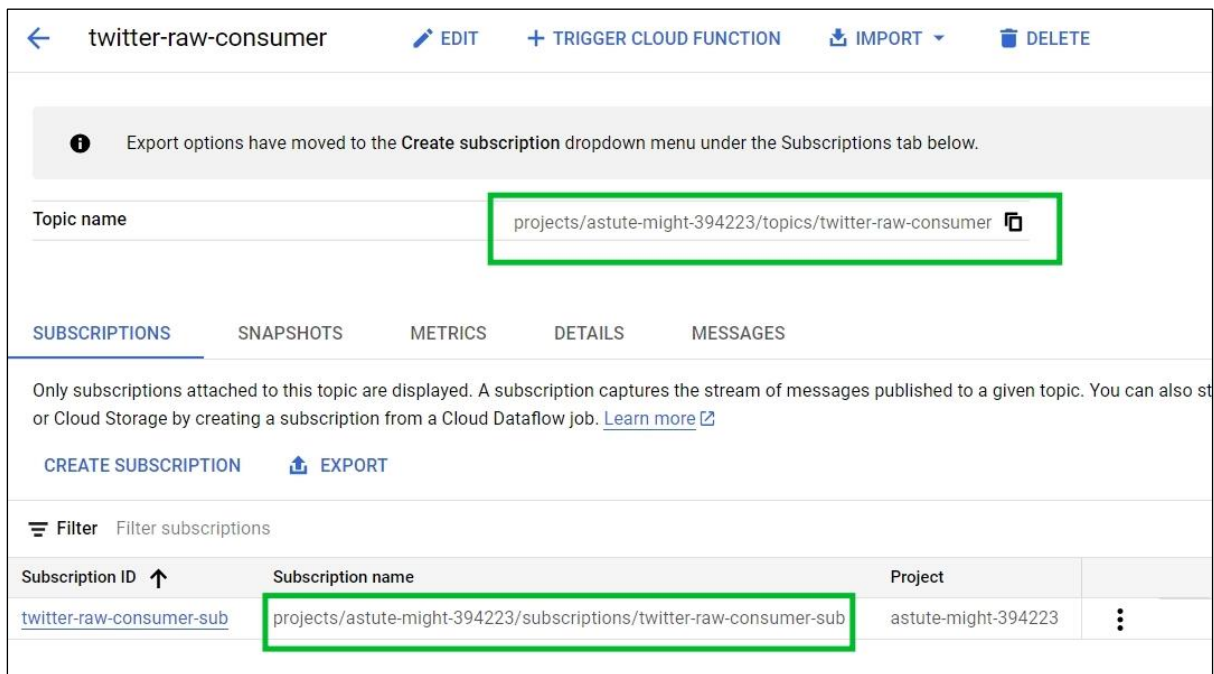 twitter-raw-consumer EDIT + TRIGGER CLOUD FUNCTION IMPORT DELETE
Export options have moved to the Create subscription dropdown menu under the Subscriptions tab below.
Topic name projects/astute-might-394223/topics/twitter-raw-consumer
SUBSCRIPTIONS SNAPSHOTS METRICS DETAILS MESSAGES
Only subscriptions attached to this topic are displayed. A subscription captures the stream of messages published to a given topic. You can also st
or Cloud Storage by creating a subscription from a Cloud Dataflow job. Learn more
CREATE SUBSCRIPTION EXPORT
Filter Filter subscriptions
Subscription ID Subscription name Project
twitter-raw-consumer-sub projects/astute-might-394223/subscriptions/twitter-raw-consumer-sub astute-might-394223